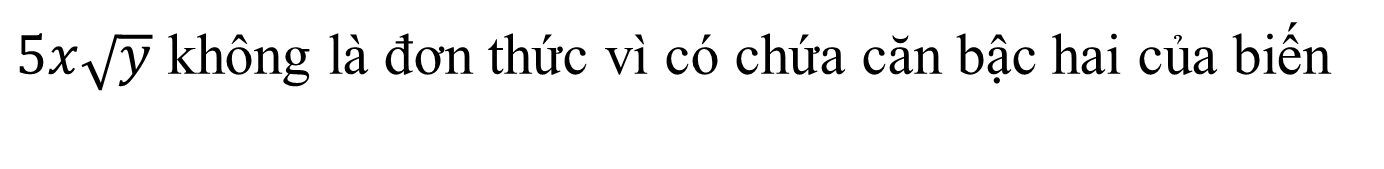 5x√y không là đơn thức vì có chứa căn bậc hai của biến